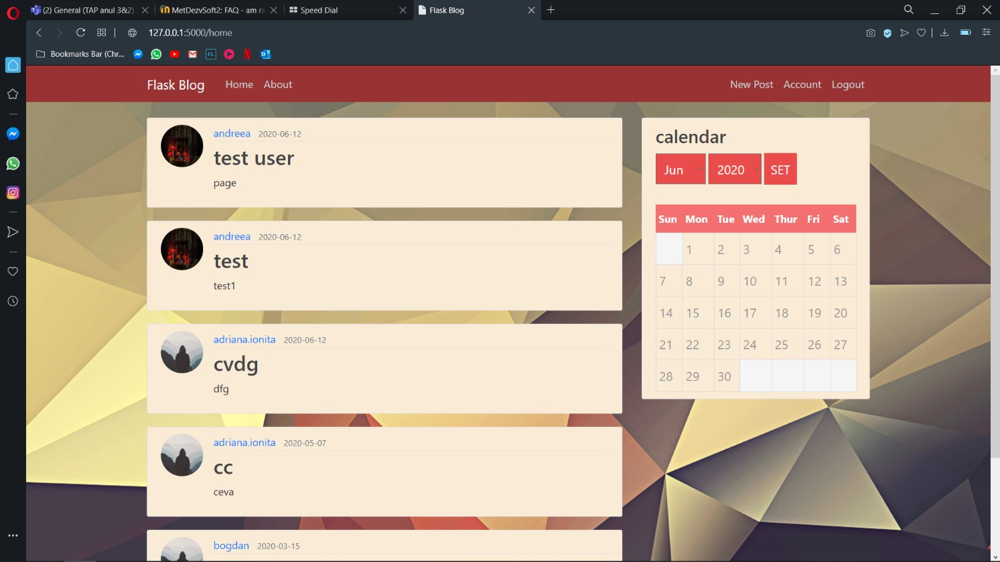 (2) General (TAP anul 3&2)
MetDezvSoft2: FAQ - am ra
Speed Dial
Flask Blog
127.0.0.1:5000/home
Bookmarks Bar (Chr...
FL
Flask Blog
Home
About
New Post
Account
Logout
andreea 2020-06-12
test user
page
andreea 2020-06-12
test
test1
adriana.ionita 2020-06-12
cvdg
dfg
adriana.ionita 2020-05-07
cc
ceva
bogdan 2020-03-15
calendar
Jun 2020 SET
Sun Mon Tue Wed Thur Fri Sat
1 2 3 4 5 6
7 8 9 10 11 12 13
14 15 16 17 18 19 20
21 22 23 24 25 26 27
28 29 30